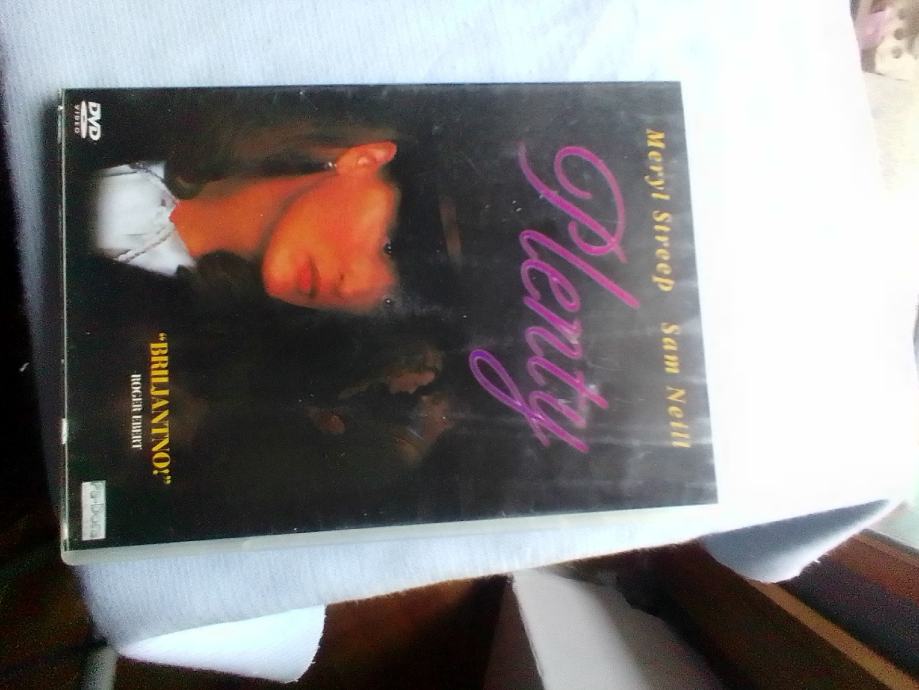 Meryl Streep Sam Neill
Plenty
"BRILJANTNO!"
-ROGER EBERT
DVD
VIDEO